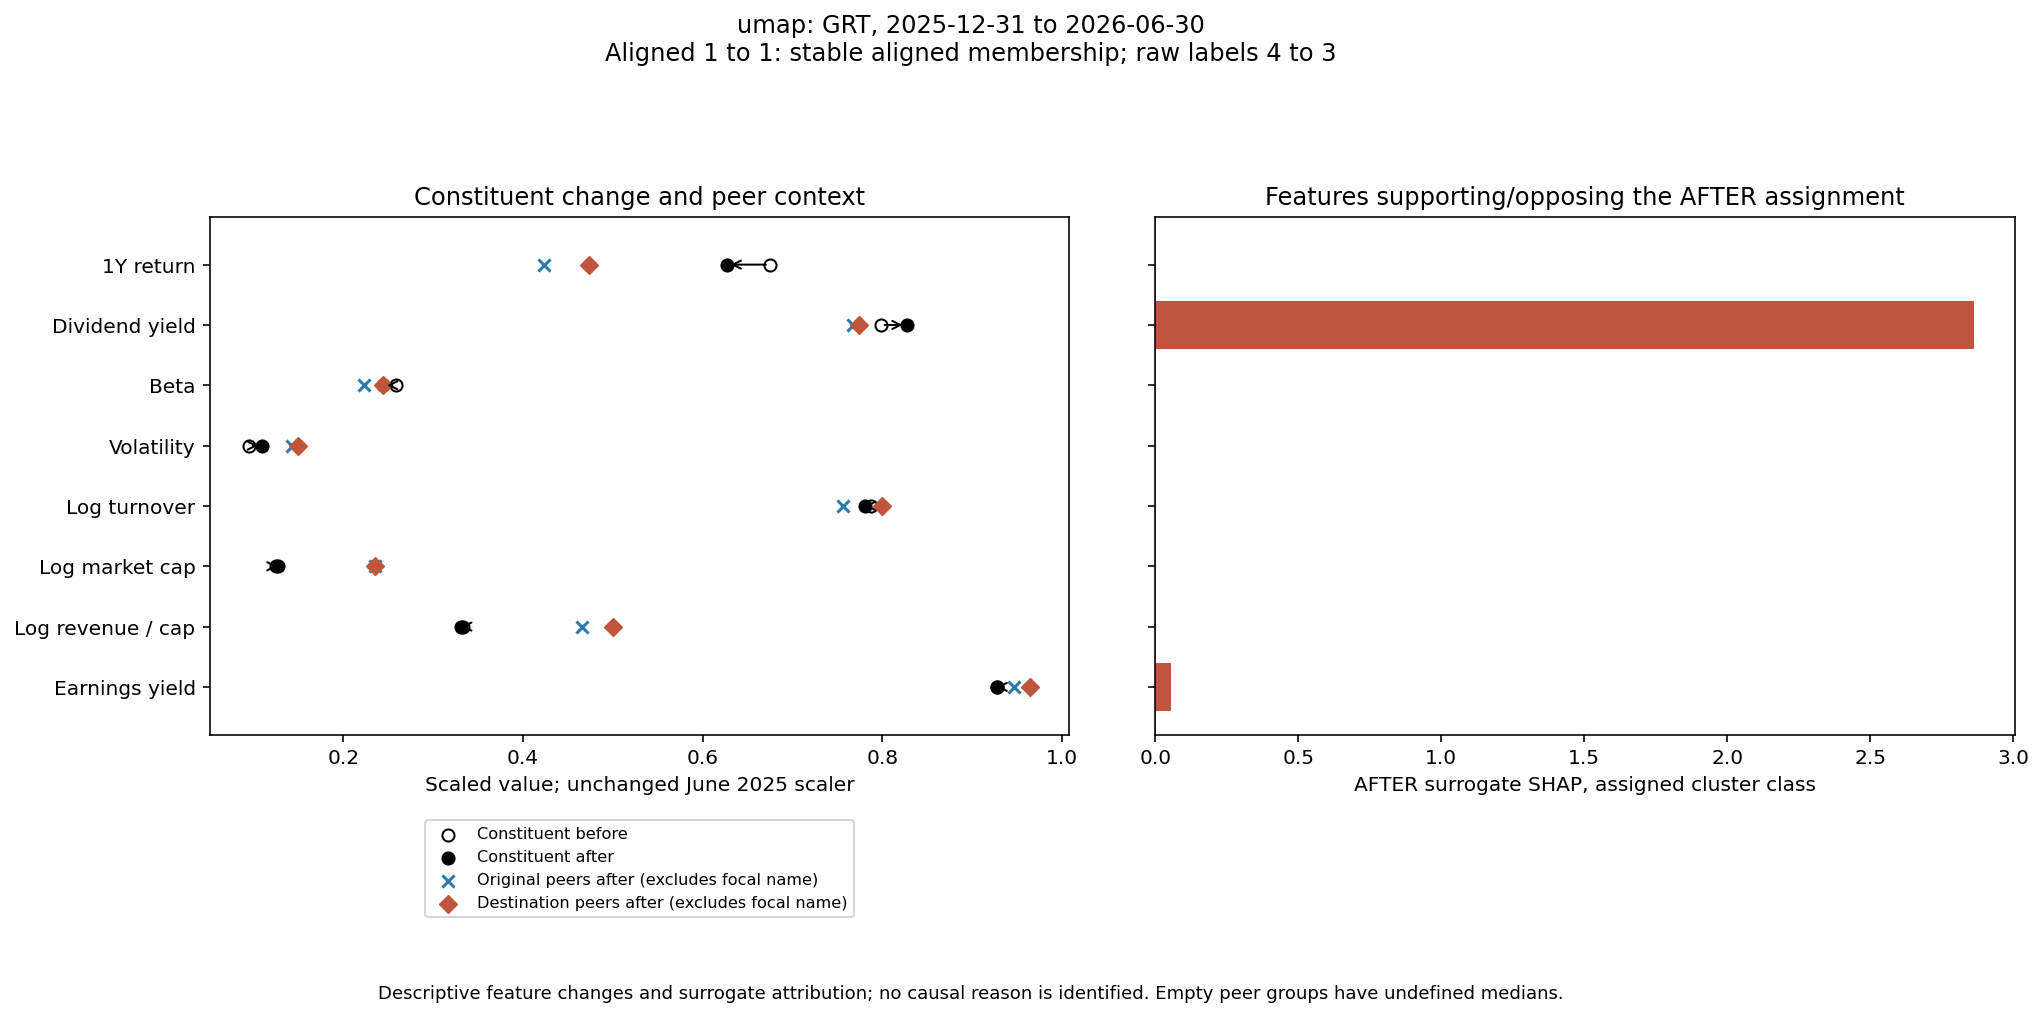 umap: GRT, 2025-12-31 to 2026-06-30
Aligned 1 to 1: stable aligned membership; raw labels 4 to 3
Constituent change and peer context
1Y return
Dividend yield
Beta
Volatility
Log turnover
Log market cap
Log revenue / cap
Earnings yield
0.2 0.4 0.6 0.8 1.0
Scaled value; unchanged June 2025 scaler
Constituent before
Constituent after
Original peers after (excludes focal name)
Destination peers after (excludes focal name)
Features supporting/opposing the AFTER assignment
0.0 0.5 1.0 1.5 2.0 2.5 3.0
AFTER surrogate SHAP, assigned cluster class
Descriptive feature changes and surrogate attribution; no causal reason is identified. Empty peer groups have undefined medians.